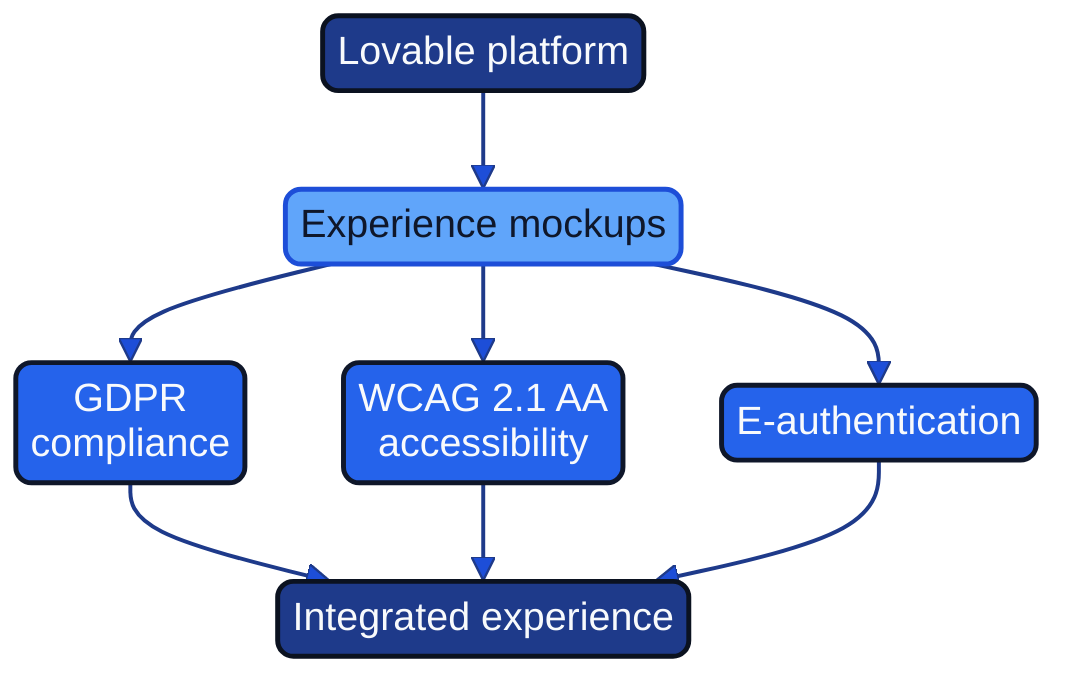 Lovable platform
Experience mockups
GDPR
compliance
WCAG 2.1 AA
accessibility
E-authentication
Integrated experience